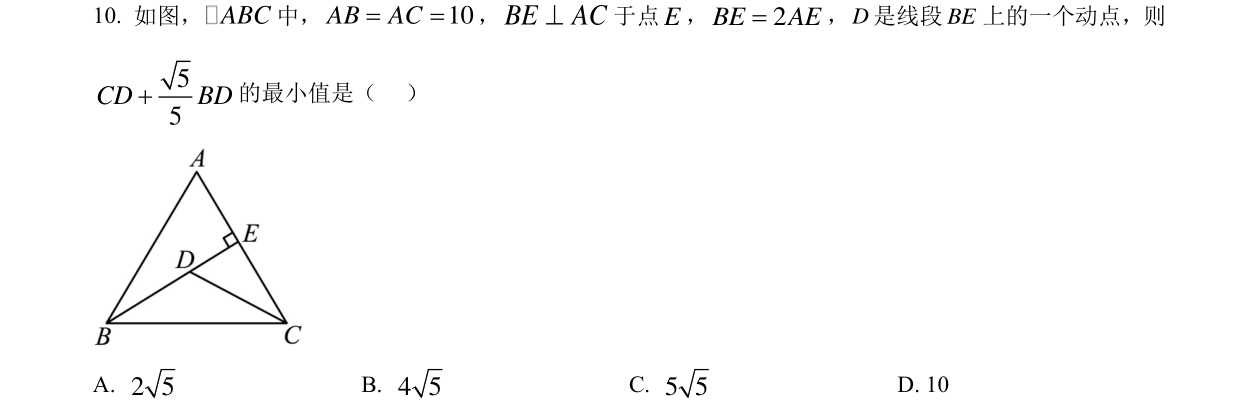 10. 如图，□ABC 中，AB = AC = 10，BE ⊥ AC 于点 E，BE = 2AE，D 是线段 BE 上的一个动点，则
CD + √5/5 BD 的最小值是（ ）
A
E
D
B
C
A. 2√5 B. 4√5 C. 5√5 D. 10